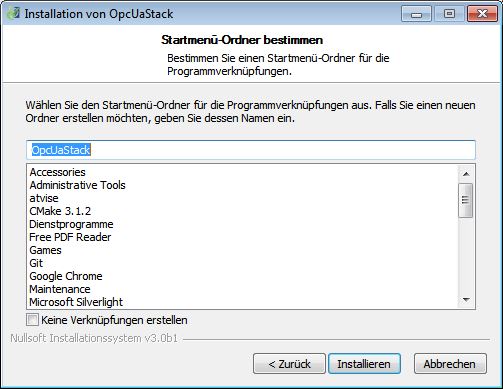 Installation von OpcUaStack
Startmenü-Ordner bestimmen
Bestimmen Sie einen Startmenü-Ordner für die
Programmverknüpfungen.
Wählen Sie den Startmenü-Ordner für die Programmverknüpfungen aus. Falls Sie einen neuen
Ordner erstellen möchten, geben Sie dessen Namen ein.
OpcUaStack
Accessories
Administrative Tools
atvise
CMake 3.1.2
Dienstprogramme
Free PDF Reader
Games
Git
Google Chrome
Maintenance
Microsoft Silverlight
Keine Verknüpfungen erstellen
Nullsoft Installationssystem v3.0b1
< Zurück Installieren Abbrechen